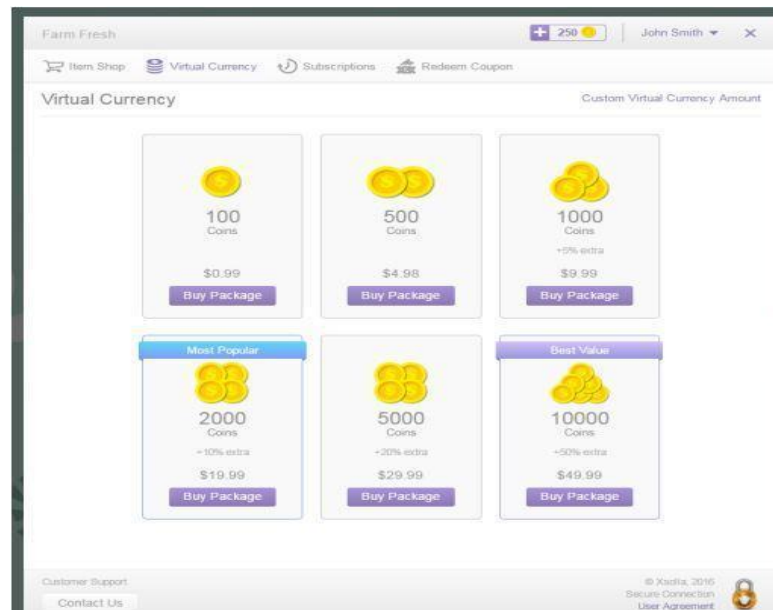 Farm Fresh
250
John Smith
Item Shop Virtual Currency Subscriptions Redeem Coupon
Virtual Currency
Custom Virtual Currency Amount
100
Coins
$0.99
Buy Package
500
Coins
$4.98
Buy Package
1000
Coins
+5% extra
$9.99
Buy Package
Most Popular
2000
Coins
+10% extra
$19.99
Buy Package
5000
Coins
+20% extra
$29.99
Buy Package
Best Value
10000
Coins
+50% extra
$49.99
Buy Package
Customer Support
Contact Us
© Xsolla, 2016
Secure Connection
User Agreement